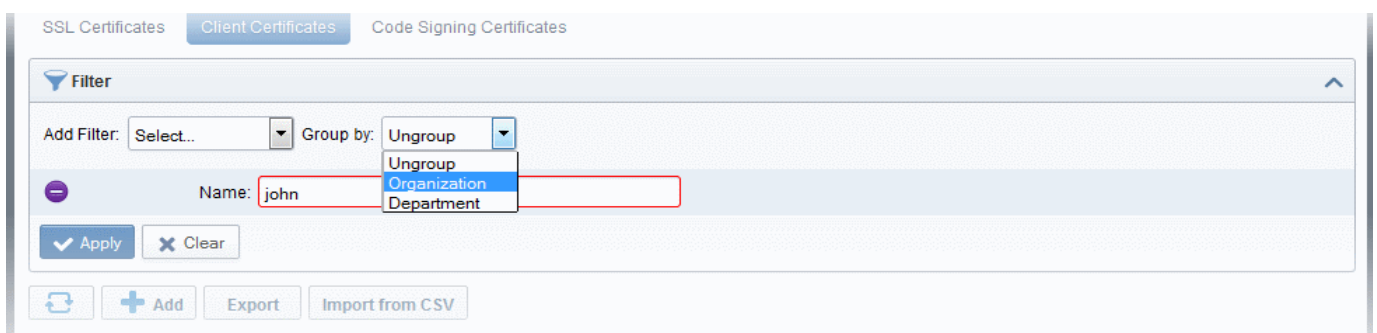 SSL Certificates Client Certificates Code Signing Certificates
Filter
Add Filter: Select... Group by: Ungroup
Ungroup
Organization
Department
Name: john
Apply Clear
Add Export Import from CSV